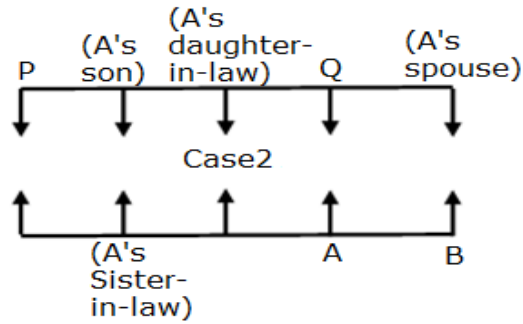 P (A's son) (A's daughter-in-law) Q (A's spouse)
Case2
(A's Sister-in-law) A B